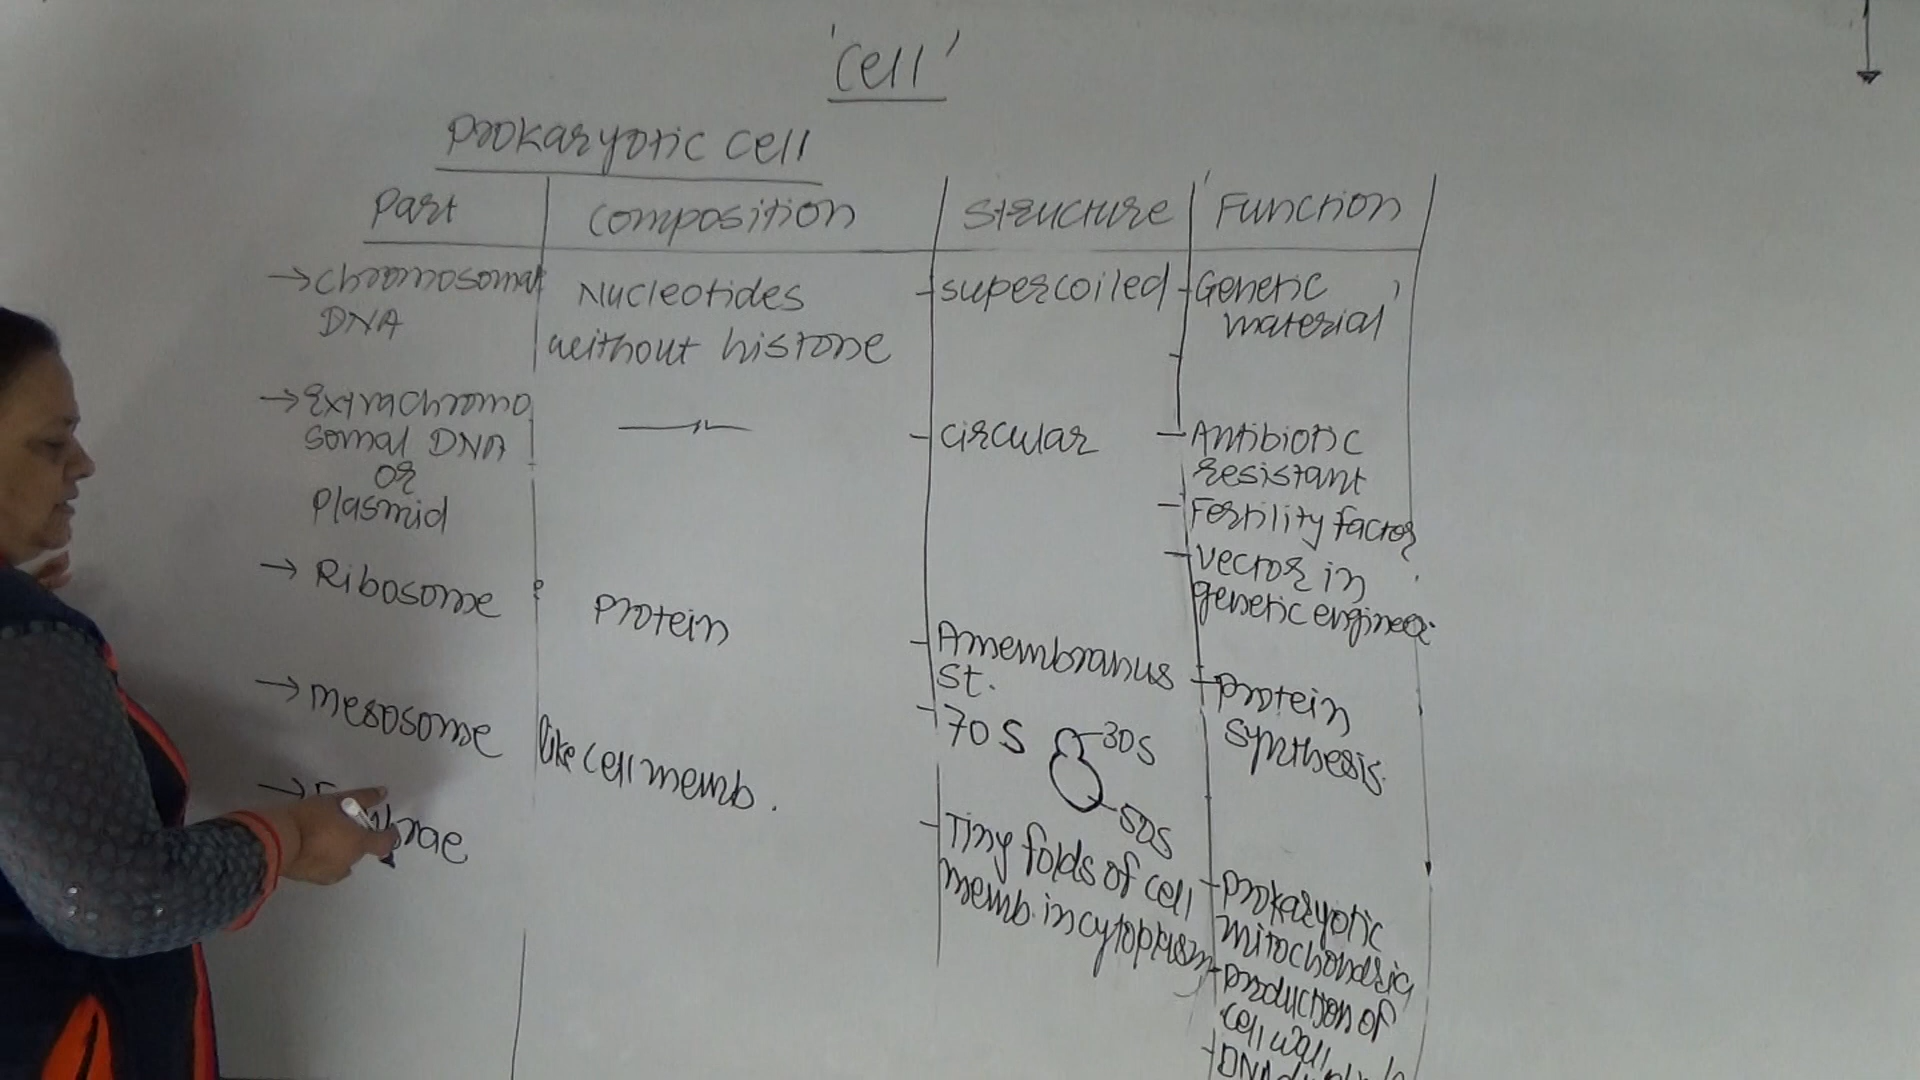 'Cell'
Prokaryotic cell
Part
Composition
Structure
Function
→ Chromosomal
DNA
Nucleotides
without histone
- supercoiled
- Genetic
material
→ Extrachromo
somal DNA
or
Plasmid
- circular
- Antibiotic
resistant
- Fertility factor
- vector in
genetic engineer
→ Ribosome
Protein
- Amembranus
st.
- 70S
30S
50S
- protein
synthesis.
→ Mesosome
like cell memb.
- Tiny folds of cell
memb. in cytoplasm
- prokaryotic
mitochondria
- production of
cell wall